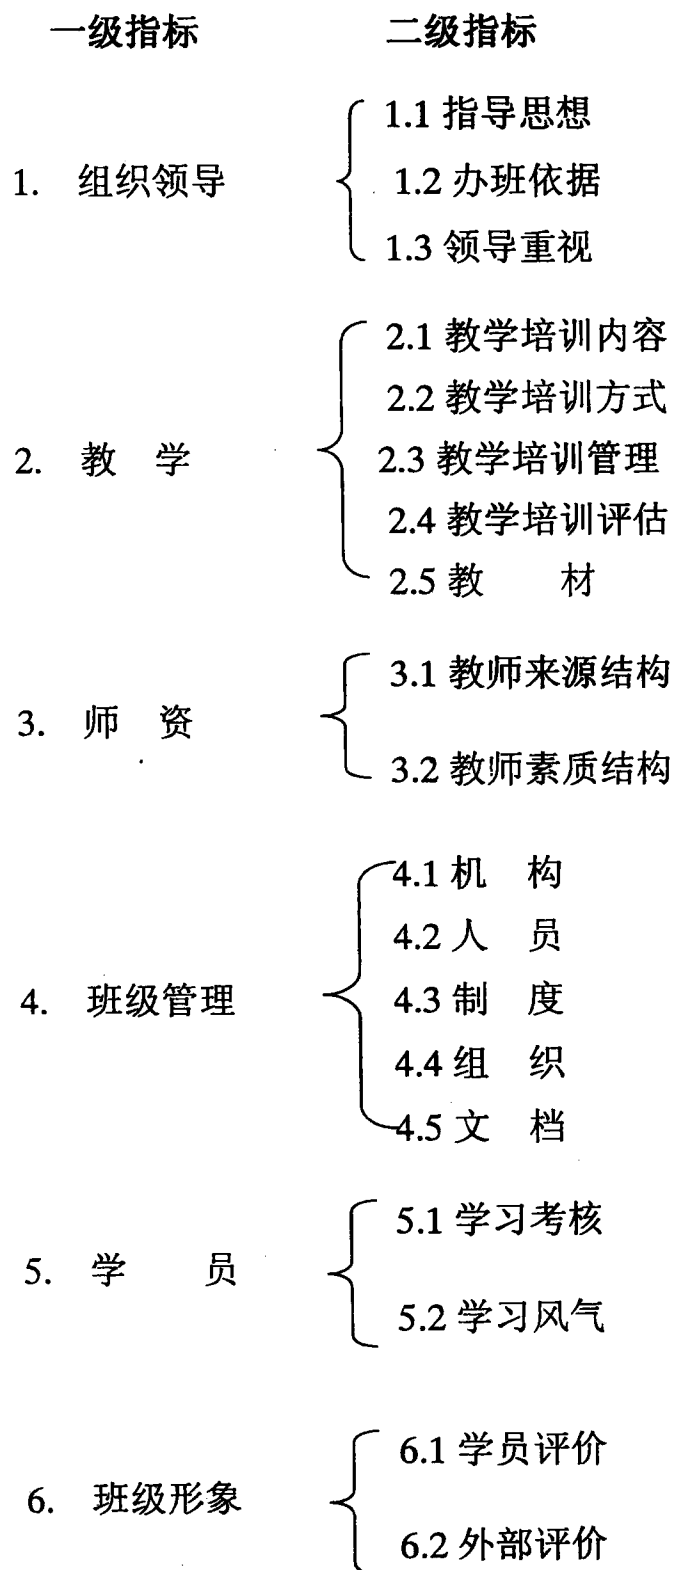 一级指标 二级指标
1.1 指导思想
1. 组织领导 1.2 办班依据
1.3 领导重视
2.1 教学培训内容
2.2 教学培训方式
2. 教 学 2.3 教学培训管理
2.4 教学培训评估
2.5 教 材
3.1 教师来源结构
3. 师 资
3.2 教师素质结构
4.1 机 构
4.2 人 员
4. 班级管理 4.3 制 度
4.4 组 织
4.5 文 档
5.1 学习考核
5. 学 员
5.2 学习风气
6.1 学员评价
6. 班级形象
6.2 外部评价